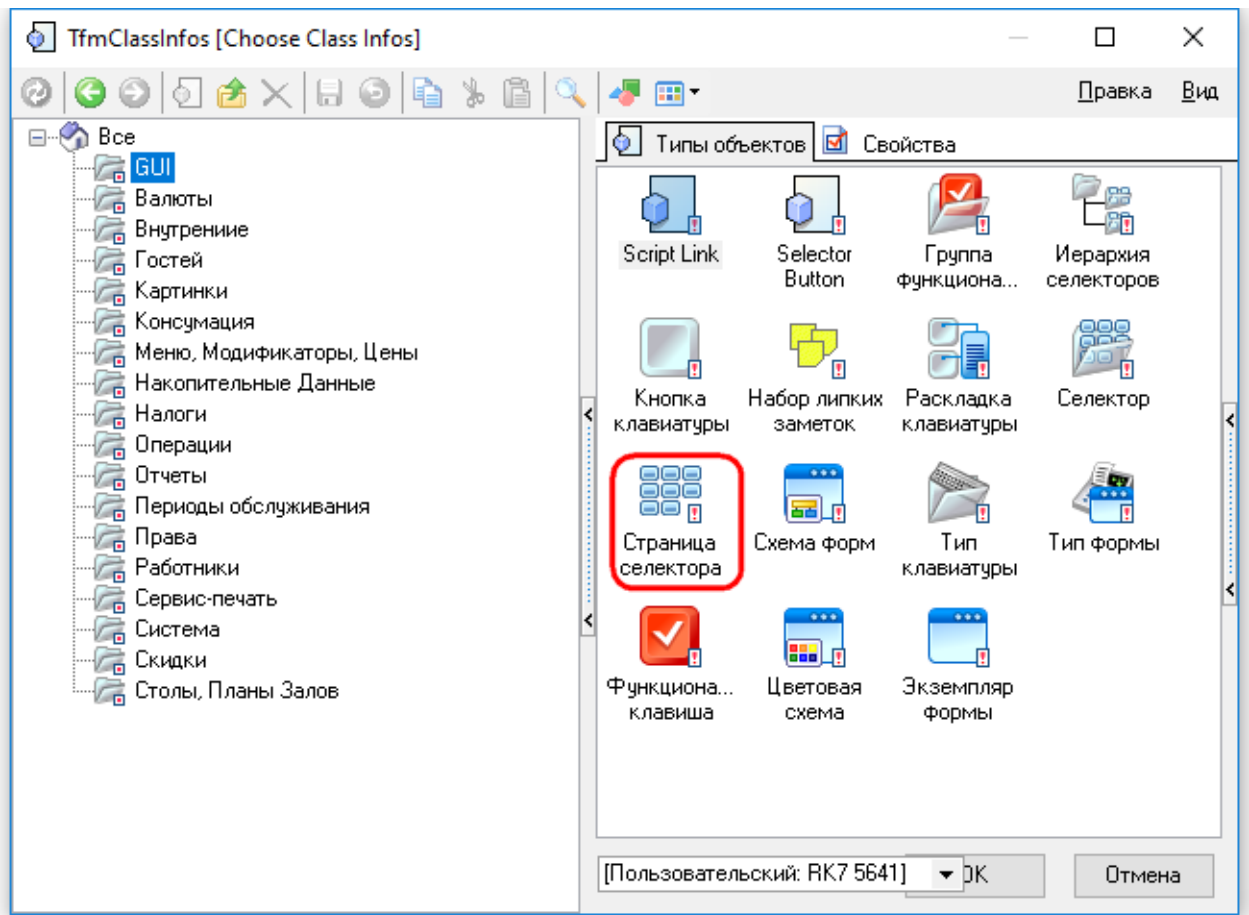 TfmClassInfos [Choose Class Infos]
Правка Вид
Все
GUI
Валюты
Внутрениие
Гостей
Картинки
Консумация
Меню, Модификаторы, Цены
Накопительные Данные
Налоги
Операции
Отчеты
Периоды обслуживания
Права
Работники
Сервис-печать
Система
Скидки
Столы, Планы Залов
Типы объектов Свойства
Script Link
Selector
Button
Группа
функциона...
Иерархия
селекторов
Кнопка
клавиатуры
Набор липких
заметок
Раскладка
клавиатуры
Селектор
Страница
селектора
Схема форм
Тип
клавиатуры
Тип формы
Функциона...
клавиша
Цветовая
схема
Экземпляр
формы
[Пользовательский: RK7 5641] ОК Отмена